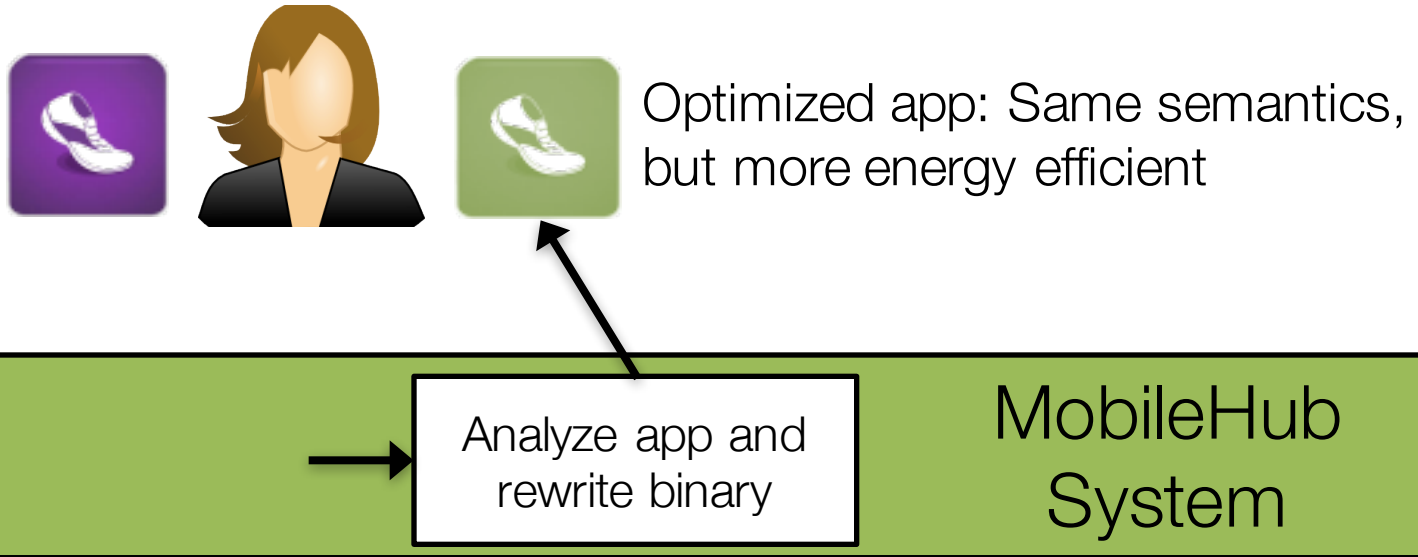 Optimized app: Same semantics,
but more energy efficient
Analyze app and
rewrite binary
MobileHub
System